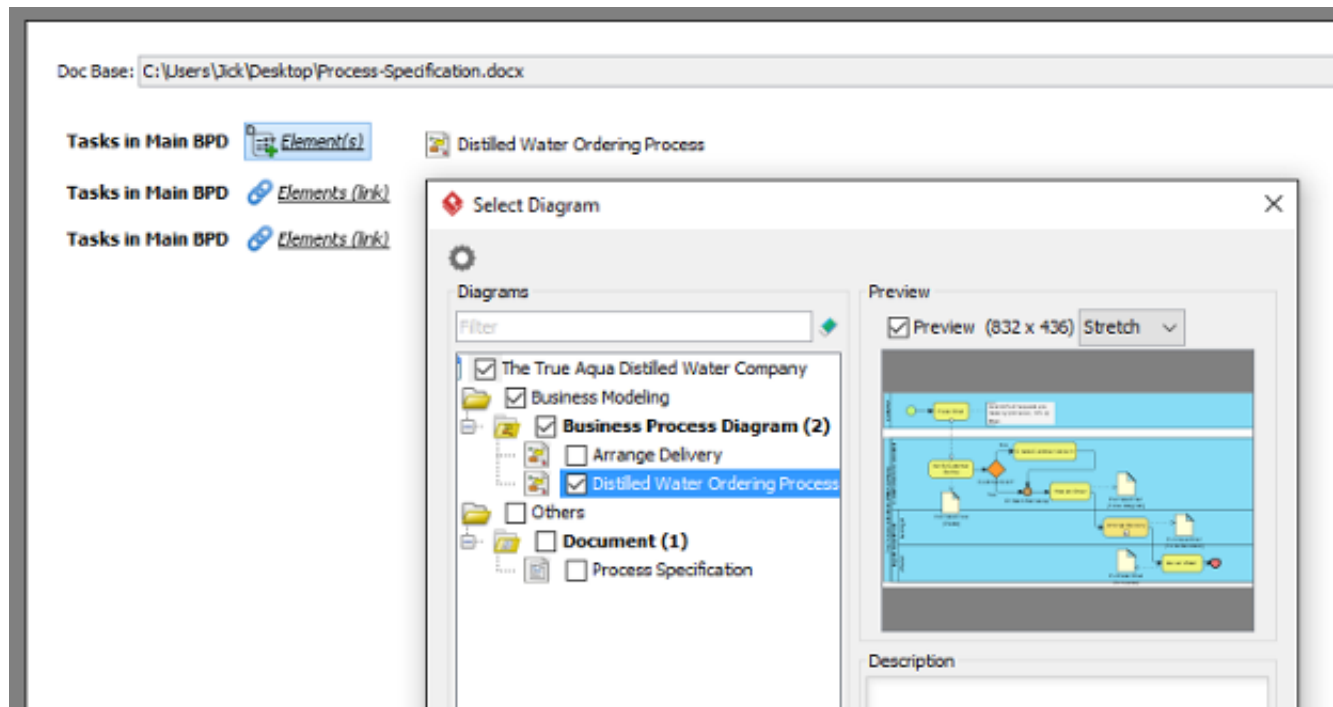 Doc Base: C:\Users\Jick\Desktop\Process-Specification.docx
Tasks in Main BPD Element(s) Distilled Water Ordering Process
Tasks in Main BPD Elements (link)
Tasks in Main BPD Elements (link)
Select Diagram
Diagrams
Filter
The True Aqua Distilled Water Company
Business Modeling
Business Process Diagram (2)
Arrange Delivery
Distilled Water Ordering Process
Others
Document (1)
Process Specification
Preview
Preview (832 x 436) Stretch
Description